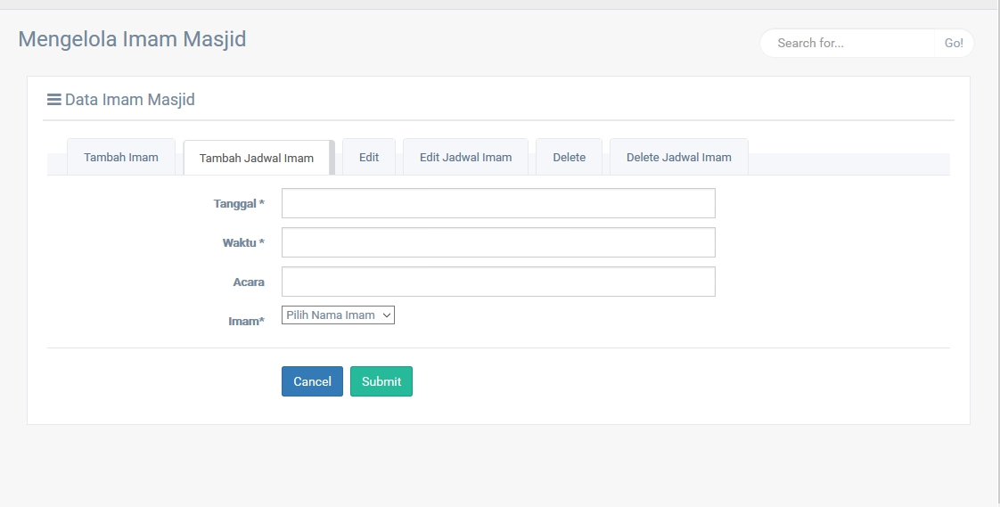 Mengelola Imam Masjid
Search for... Go!
Data Imam Masjid
Tambah Imam Tambah Jadwal Imam Edit Edit Jadwal Imam Delete Delete Jadwal Imam
Tanggal *
Waktu *
Acara
Imam* Pilih Nama Imam
Cancel Submit